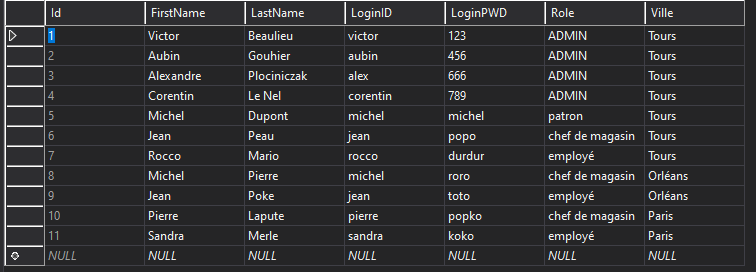 Id FirstName LastName LoginID LoginPWD Role Ville
1 Victor Beaulieu victor 123 ADMIN Tours
2 Aubin Gouhier aubin 456 ADMIN Tours
3 Alexandre Plociniczak alex 666 ADMIN Tours
4 Corentin Le Nel corentin 789 ADMIN Tours
5 Michel Dupont michel michel patron Tours
6 Jean Peau jean popo chef de magasin Tours
7 Rocco Mario rocco durdur employé Tours
8 Michel Pierre michel roro chef de magasin Orléans
9 Jean Poke jean toto employé Orléans
10 Pierre Lapute pierre popko chef de magasin Paris
11 Sandra Merle sandra koko employé Paris
NULL NULL NULL NULL NULL NULL NULL